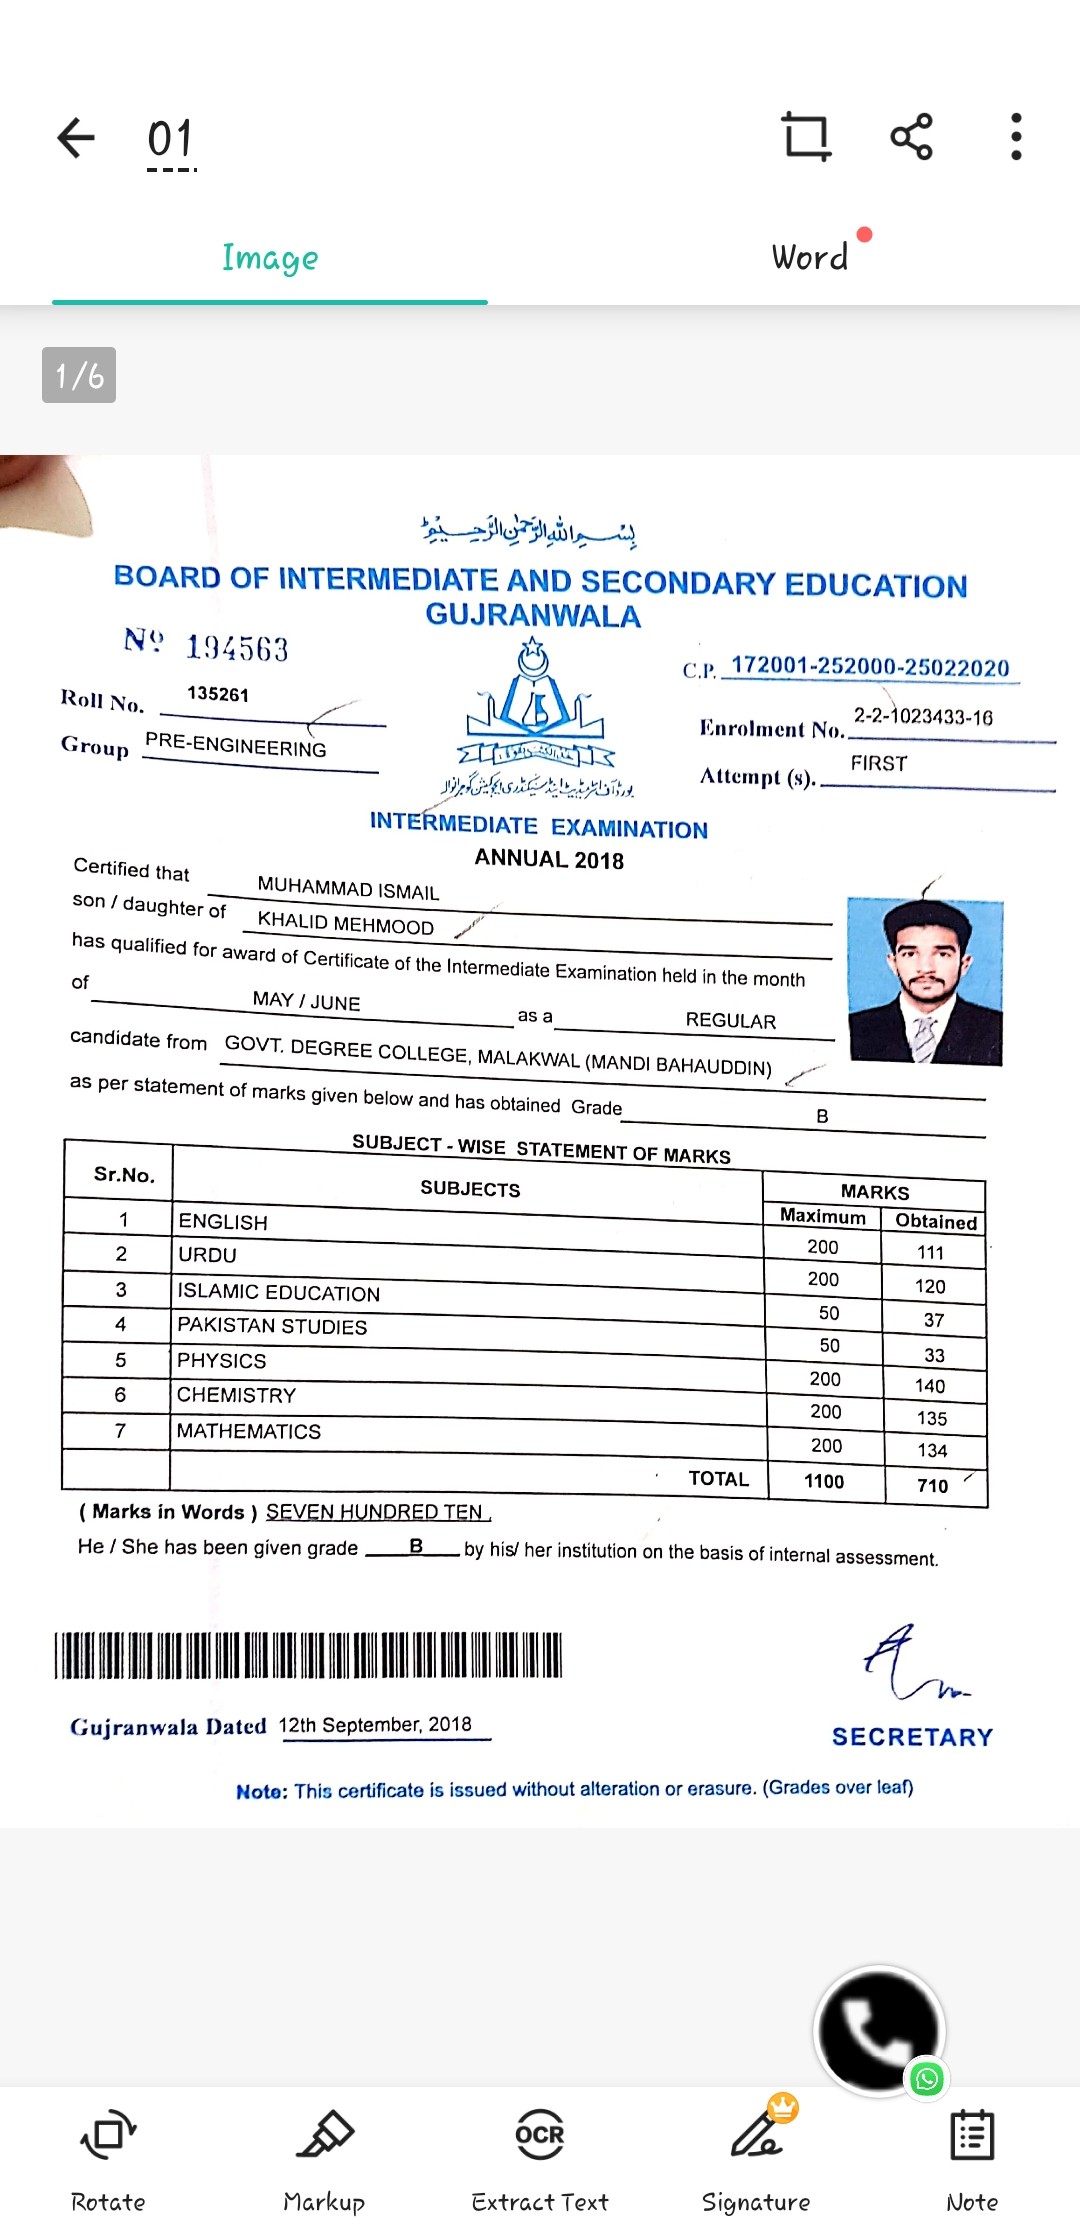 01
Image
Word
1/6
بِسْمِ اللهِ الرَّحْمٰنِ الرَّحِيْمِ
BOARD OF INTERMEDIATE AND SECONDARY EDUCATION
GUJRANWALA
Nº 194563
C.P. 172001-252000-25022020
Roll No. 135261
Enrolment No. 2-2-1023433-16
Group PRE-ENGINEERING
Attempt (s). FIRST
بورڈ آف انٹرمیڈیٹ اینڈ سیکنڈری ایجوکیشن گوجرانوالہ
INTERMEDIATE EXAMINATION
ANNUAL 2018
Certified that MUHAMMAD ISMAIL
son / daughter of KHALID MEHMOOD
has qualified for award of Certificate of the Intermediate Examination held in the month
of MAY / JUNE as a REGULAR
candidate from GOVT. DEGREE COLLEGE, MALAKWAL (MANDI BAHAUDDIN)
as per statement of marks given below and has obtained Grade B
SUBJECT - WISE STATEMENT OF MARKS
Sr.No. SUBJECTS MARKS
Maximum Obtained
1 ENGLISH 200 111
2 URDU 200 120
3 ISLAMIC EDUCATION 50 37
4 PAKISTAN STUDIES 50 33
5 PHYSICS 200 140
6 CHEMISTRY 200 135
7 MATHEMATICS 200 134
TOTAL 1100 710
( Marks in Words ) SEVEN HUNDRED TEN .
He / She has been given grade B by his/ her institution on the basis of internal assessment.
Gujranwala Dated 12th September, 2018
SECRETARY
Note: This certificate is issued without alteration or erasure. (Grades over leaf)
OCR
Rotate
Markup
Extract Text
Signature
Note